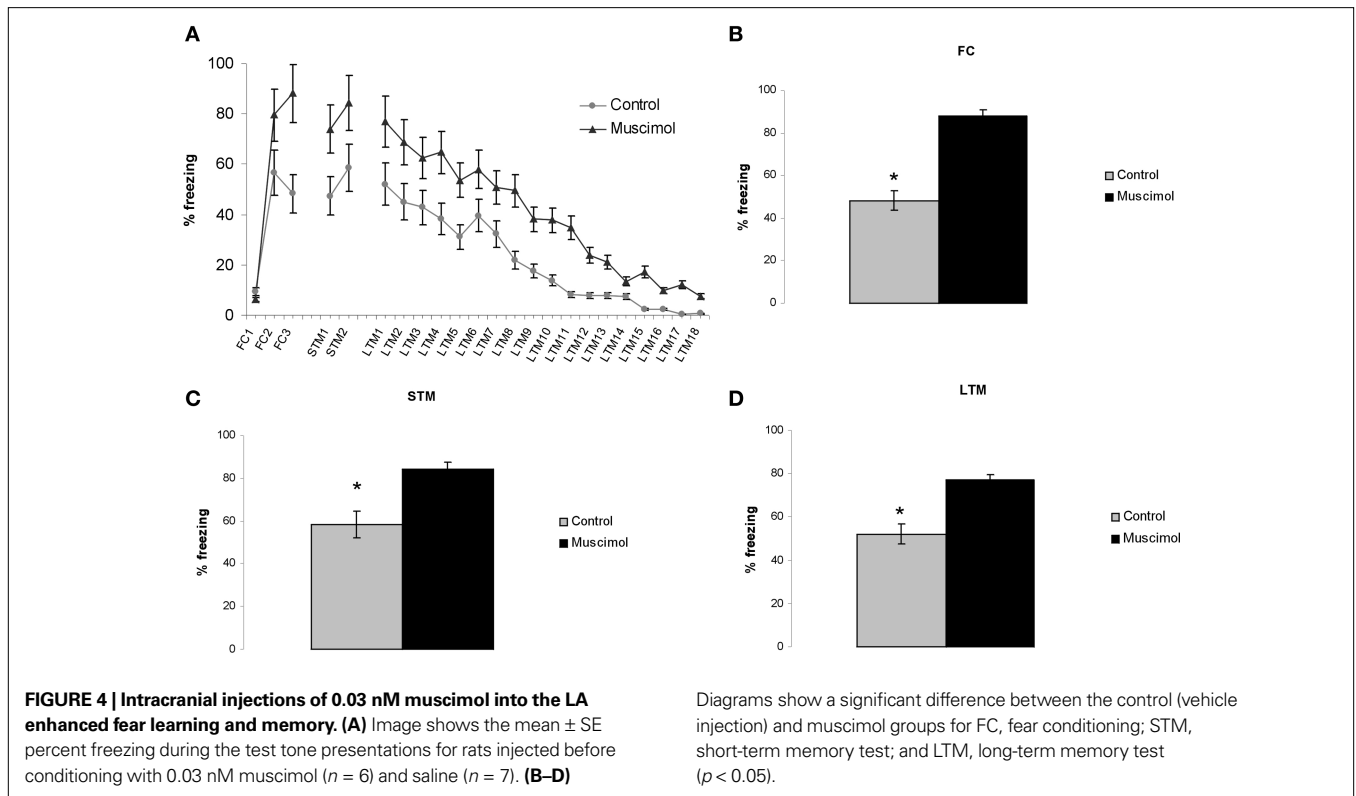 A
100
80
60
40
20
0
% freezing
Control
Muscimol
FC1
FC2
FC3
STM1
STM2
LTM1
LTM2
LTM3
LTM4
LTM5
LTM6
LTM7
LTM8
LTM9
LTM10
LTM11
LTM12
LTM13
LTM14
LTM15
LTM16
LTM17
LTM18
B
FC
100
80
60
40
20
0
% freezing
*
Control
Muscimol
C
STM
100
80
60
40
20
0
% freezing
*
Control
Muscimol
D
LTM
100
80
60
40
20
0
% freezing
*
Control
Muscimol
FIGURE 4 | Intracranial injections of 0.03 nM muscimol into the LA
enhanced fear learning and memory. (A) Image shows the mean ± SE
percent freezing during the test tone presentations for rats injected before
conditioning with 0.03 nM muscimol (n = 6) and saline (n = 7). (B–D)
Diagrams show a significant difference between the control (vehicle
injection) and muscimol groups for FC, fear conditioning; STM,
short-term memory test; and LTM, long-term memory test
(p < 0.05).